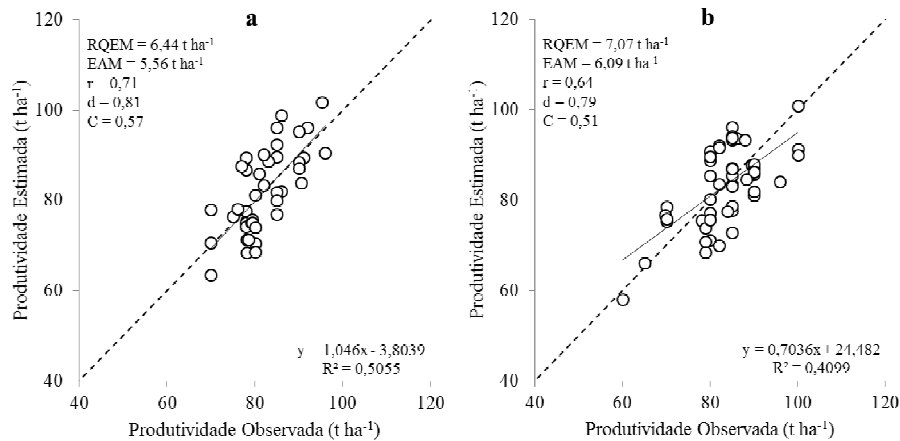 a
RQEM = 6,44 t ha-1
EAM = 5,56 t ha-1
r = 0,71
d = 0,81
C = 0,57
120
100
80
60
40
Produtividade Estimada (t ha-1)
y 1,046x - 3,8039
R² = 0,5055
40 60 80 100 120
Produtividade Observada (t ha-1)
b
RQEM = 7,07 t ha-1
EAM = 6,09 t ha-1
r = 0,64
d = 0,79
C = 0,51
120
100
80
60
40
Produtividade Estimada (t ha-1)
y = 0,7036x + 24,482
R² = 0,4099
40 60 80 100 120
Produtividade Observada (t ha-1)